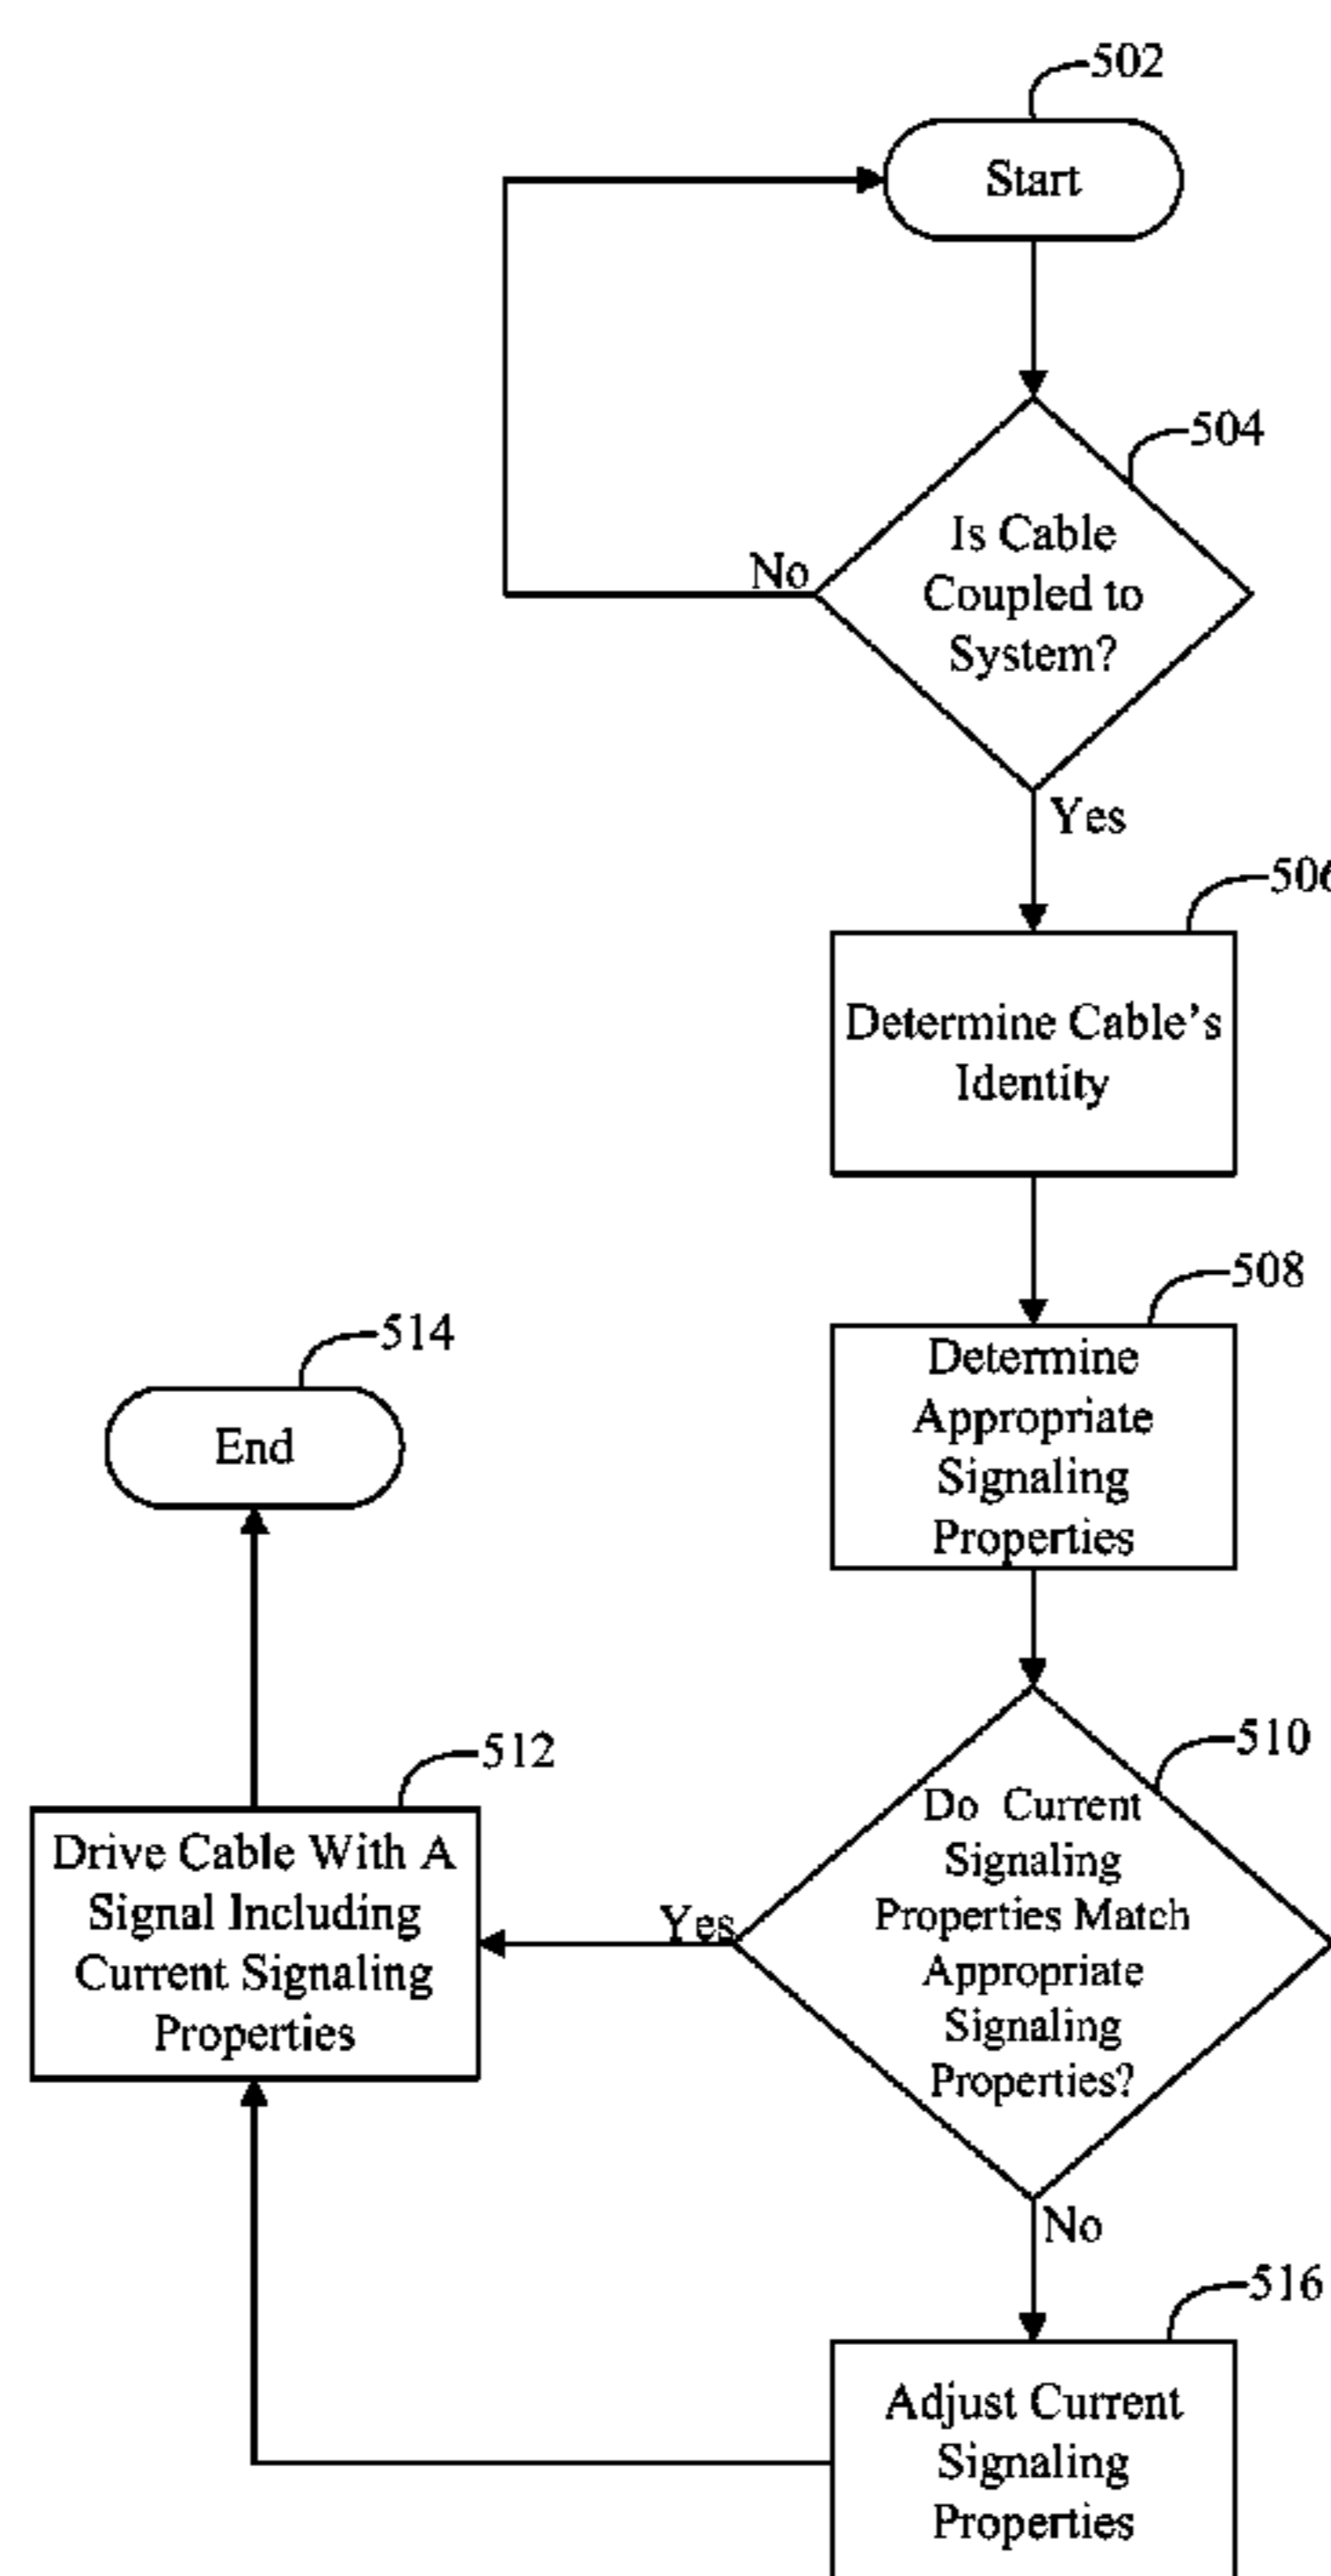 502
Start
504
Is Cable
Coupled to
System?
No
Yes
Determine Cable's
Identity
508
Determine
Appropriate
Signaling
Properties
514
End
510
Do Current
Signaling
Properties Match
Appropriate
Signaling
Properties?
512
Drive Cable With A
Signal Including
Current Signaling
Properties
Yes
No
516
Adjust Current
Signaling
Properties